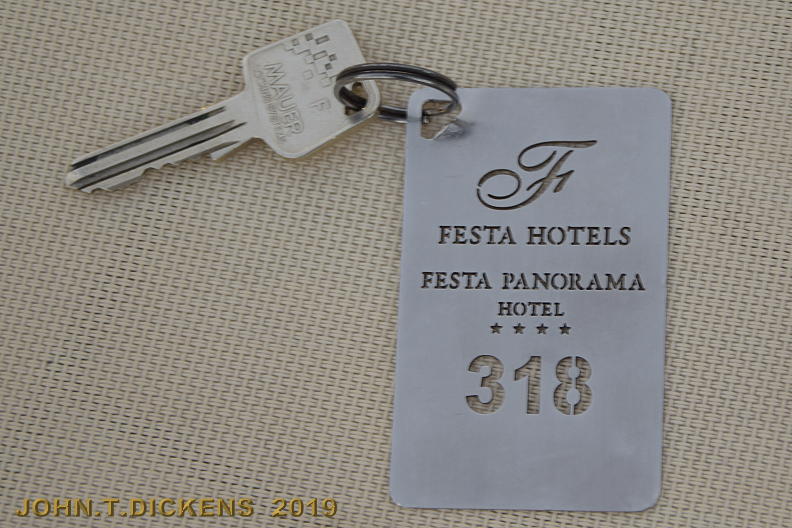 MAUER
F
FESTA HOTELS
FESTA PANORAMA
HOTEL
318
JOHN.T.DICKENS 2019